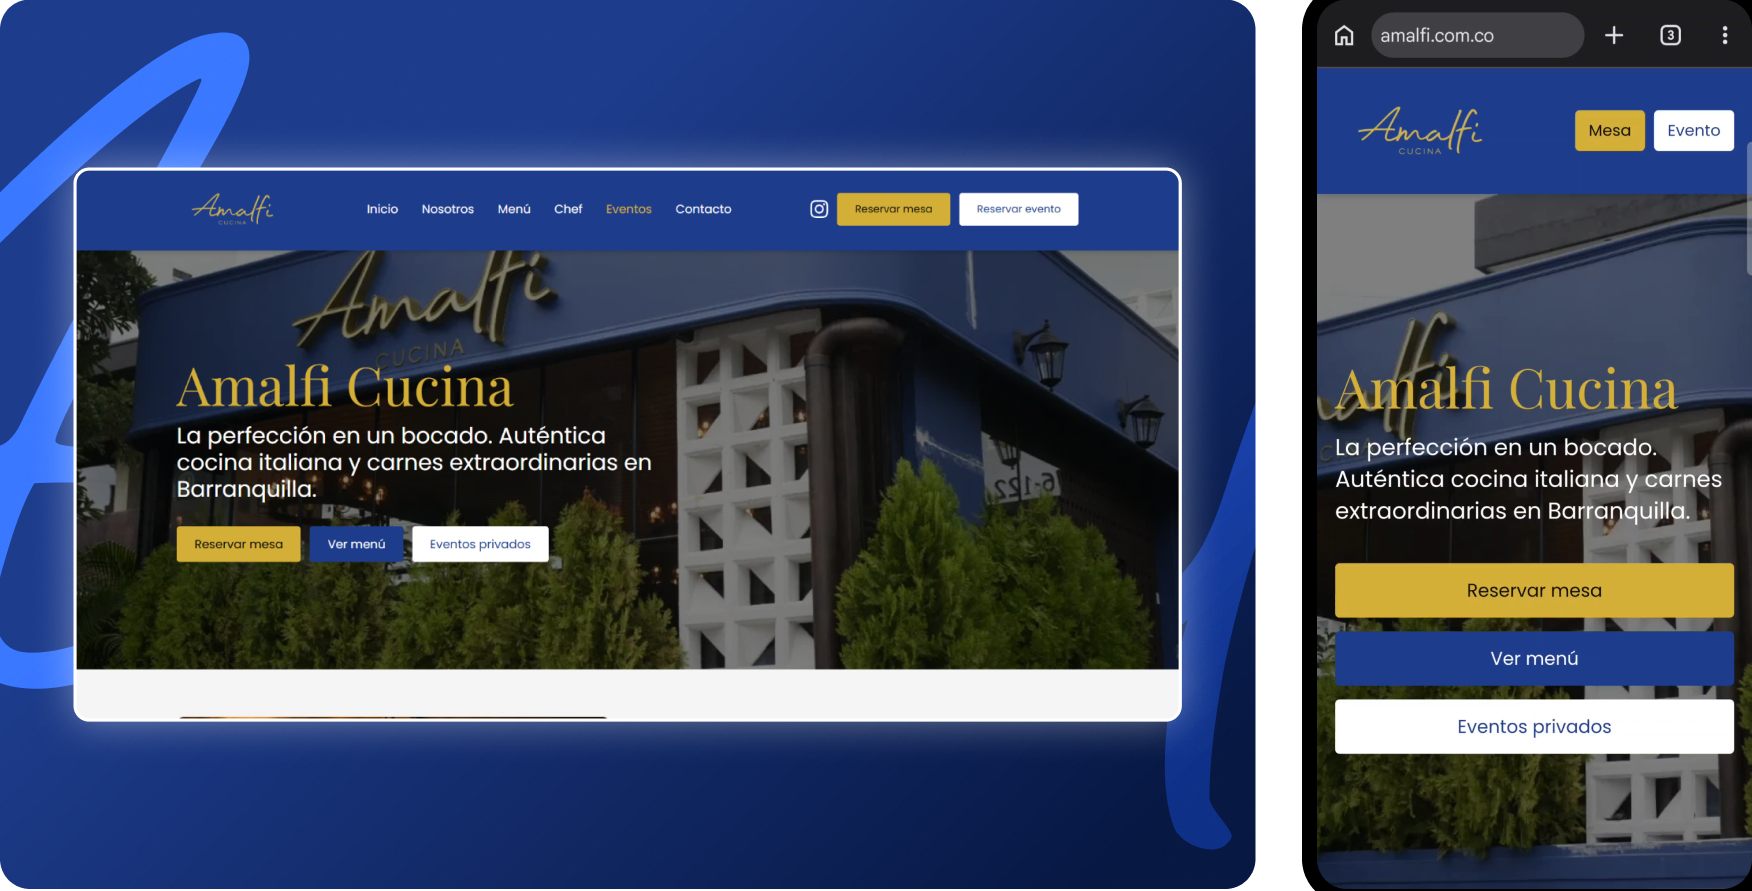 Amalfi
CUCINA
Inicio
Nosotros
Menú
Chef
Eventos
Contacto
Reservar mesa
Reservar evento
Amalfi
CUCINA
Amalfi Cucina
La perfección en un bocado. Auténtica
cocina italiana y carnes extraordinarias en
Barranquilla.
Reservar mesa
Ver menú
Eventos privados
amalfi.com.co
3
Amalfi
CUCINA
Mesa
Evento
Amalfi Cucina
La perfección en un bocado.
Auténtica cocina italiana y carnes
extraordinarias en Barranquilla.
Reservar mesa
Ver menú
Eventos privados